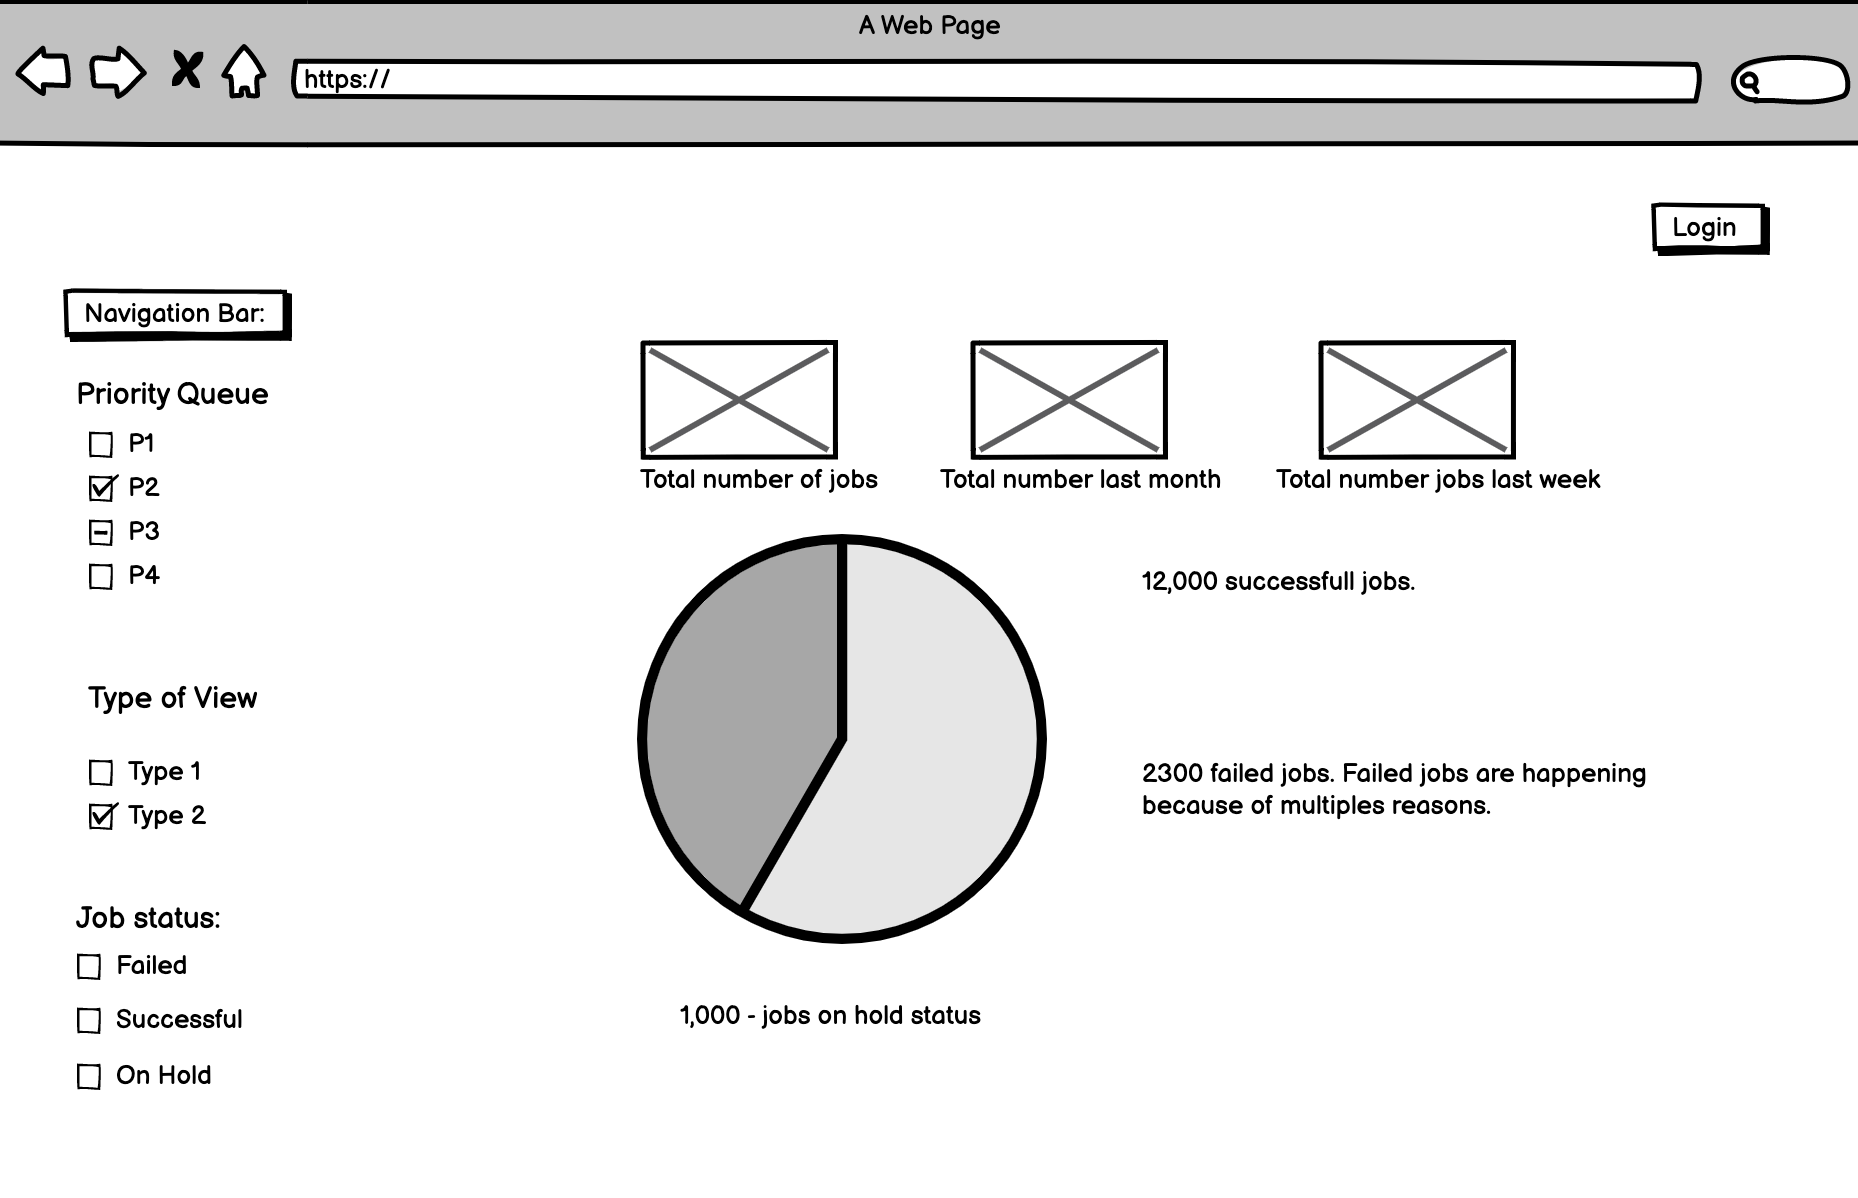 A Web Page
https://
Login
Navigation Bar:
Priority Queue
P1
P2
P3
P4
Type of View
Type 1
Type 2
Job status:
Failed
Successful
On Hold
Total number of jobs
Total number last month
Total number jobs last week
12,000 successfull jobs.
2300 failed jobs. Failed jobs are happening
because of multiples reasons.
1,000 - jobs on hold status